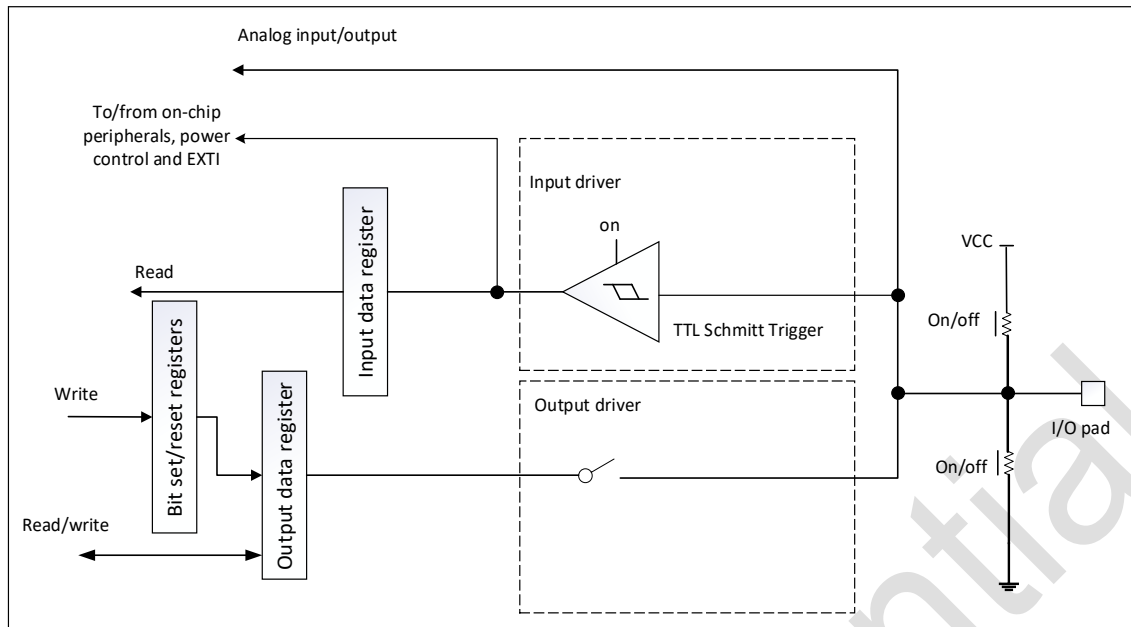 Analog input/output
To/from on-chip
peripherals, power
control and EXTI
Input driver
on
Input data register
VCC
Read
On/off
TTL Schmitt Trigger
Bit set/reset registers
Write
Output data register
Output driver
I/O pad
On/off
Read/write